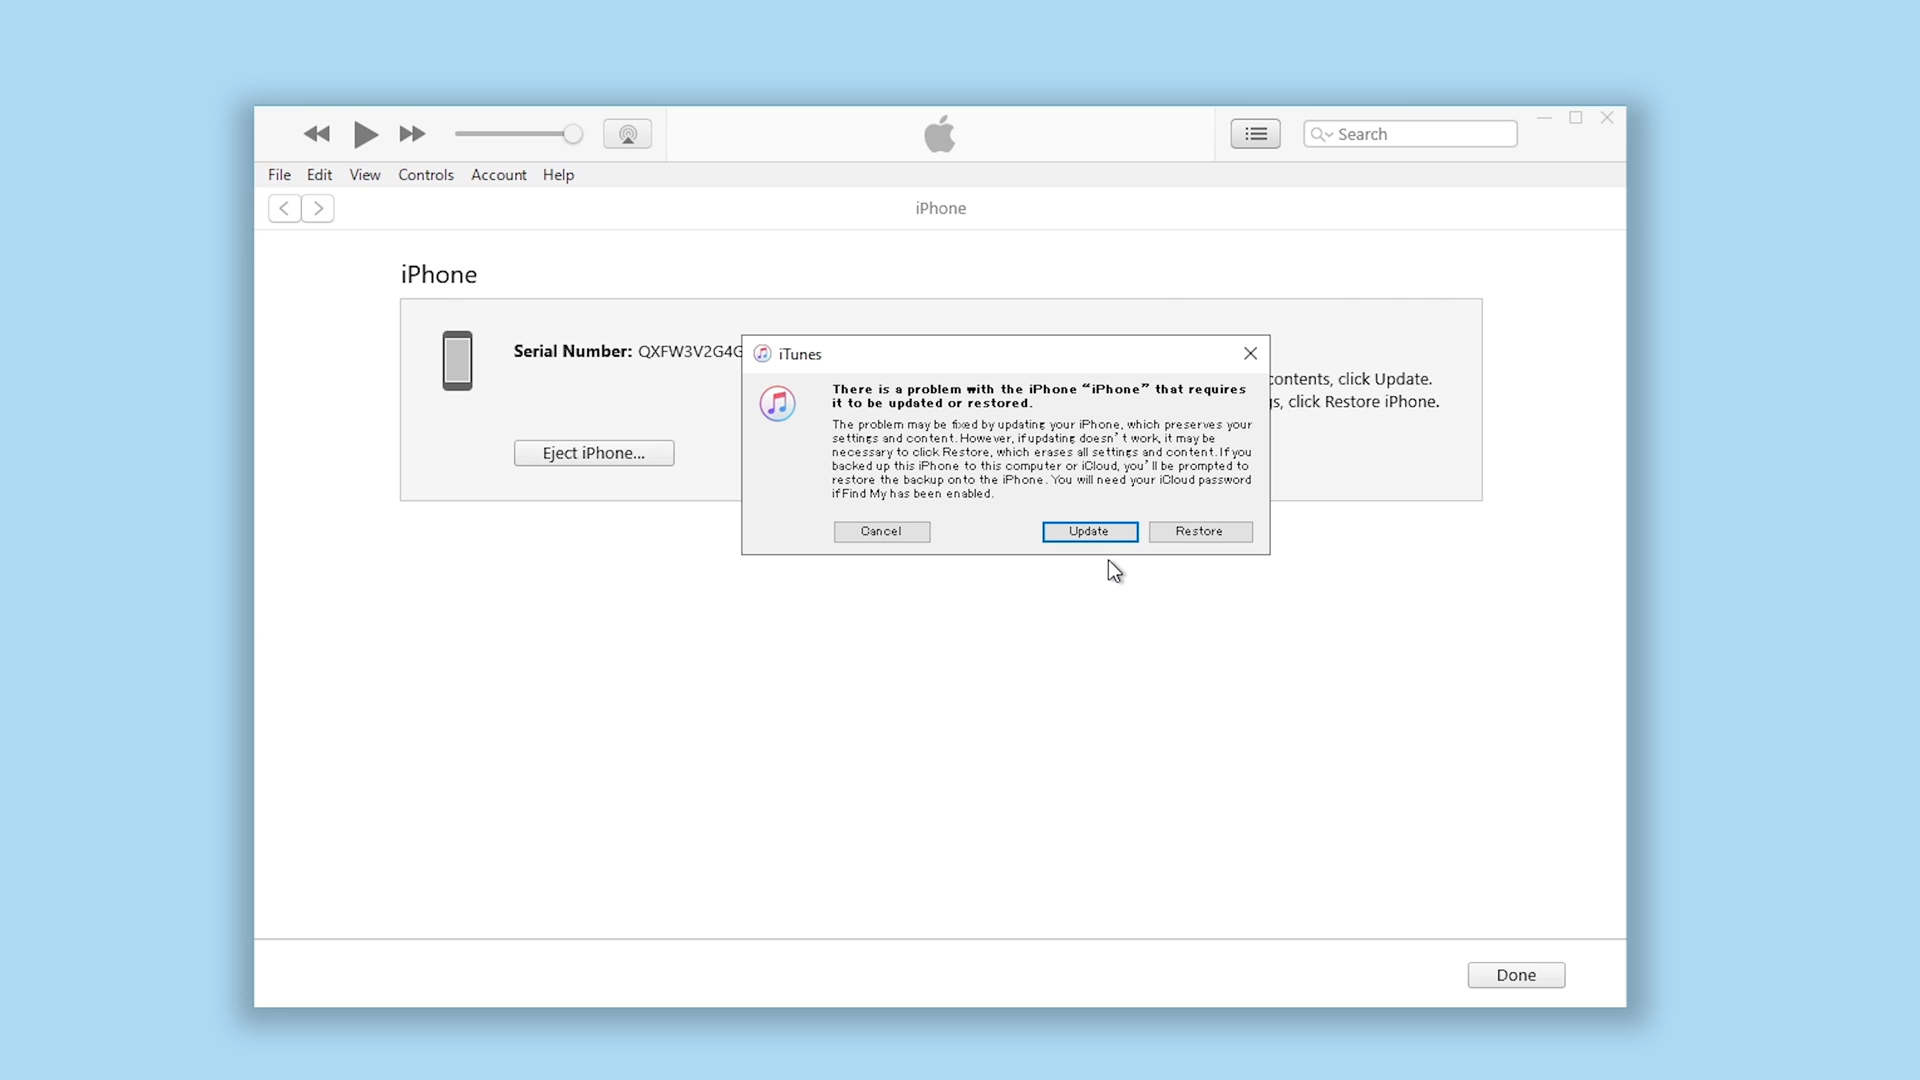 Search
File Edit View Controls Account Help
iPhone
iPhone
Serial Number: QXFW3V2G4G
contents, click Update.
s, click Restore iPhone.
Eject iPhone...
iTunes
There is a problem with the iPhone “iPhone” that requires
it to be updated or restored.
The problem may be fixed by updating your iPhone, which preserves your
settings and content. However, if updating doesn’t work, it may be
necessary to click Restore, which erases all settings and content. If you
backed up this iPhone to this computer or iCloud, you’ll be prompted to
restore the backup onto the iPhone. You will need your iCloud password
if Find My has been enabled.
Cancel Update Restore
Done